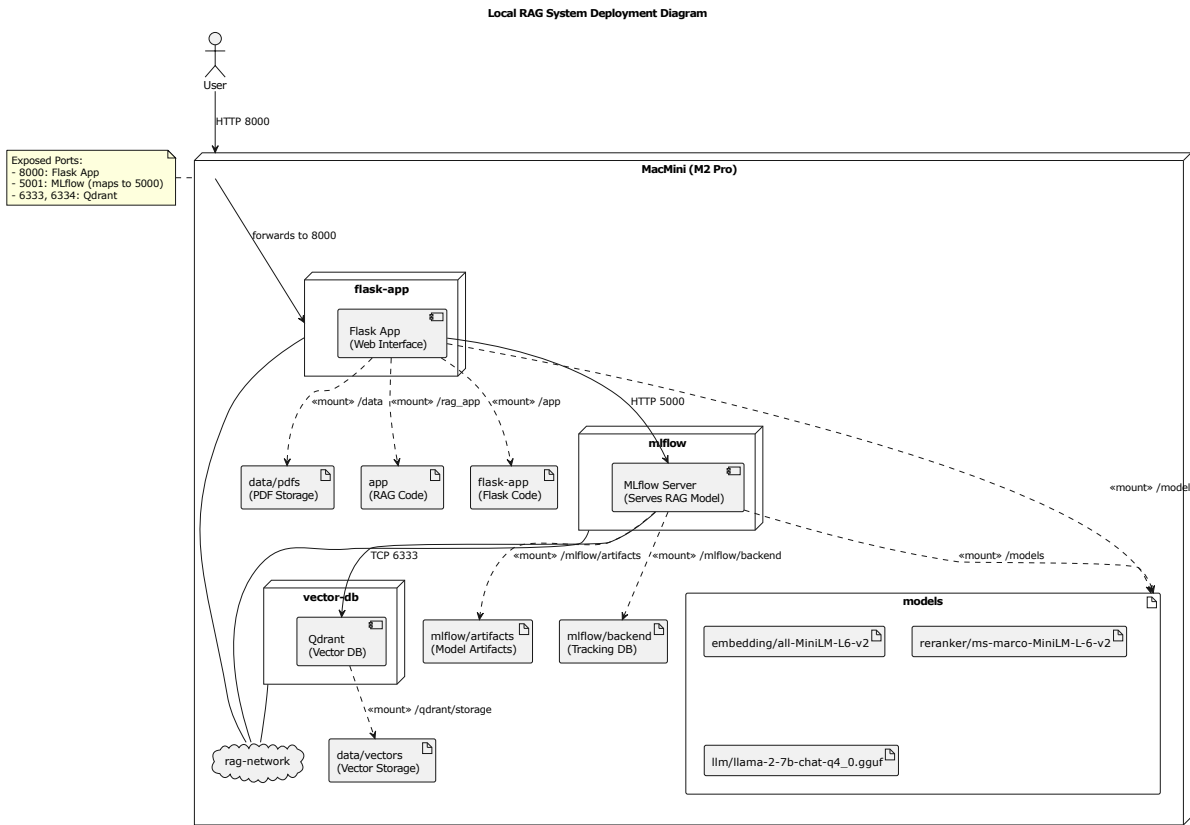 Local RAG System Deployment Diagram
User
HTTP 8000
Exposed Ports:
- 8000: Flask App
- 5001: MLflow (maps to 5000)
- 6333, 6334: Qdrant
MacMini (M2 Pro)
forwards to 8000
flask-app
Flask App
(Web Interface)
«mount» /data
«mount» /rag_app
«mount» /app
HTTP 5000
mlflow
MLflow Server
(Serves RAG Model)
data/pdfs
(PDF Storage)
app
(RAG Code)
flask-app
(Flask Code)
«mount» /model
TCP 6333
«mount» /mlflow/artifacts
«mount» /mlflow/backend
«mount» /models
vector-db
Qdrant
(Vector DB)
mlflow/artifacts
(Model Artifacts)
mlflow/backend
(Tracking DB)
models
embedding/all-MiniLM-L6-v2
reranker/ms-marco-MiniLM-L-6-v2
«mount» /qdrant/storage
rag-network
data/vectors
(Vector Storage)
llm/llama-2-7b-chat-q4_0.gguf